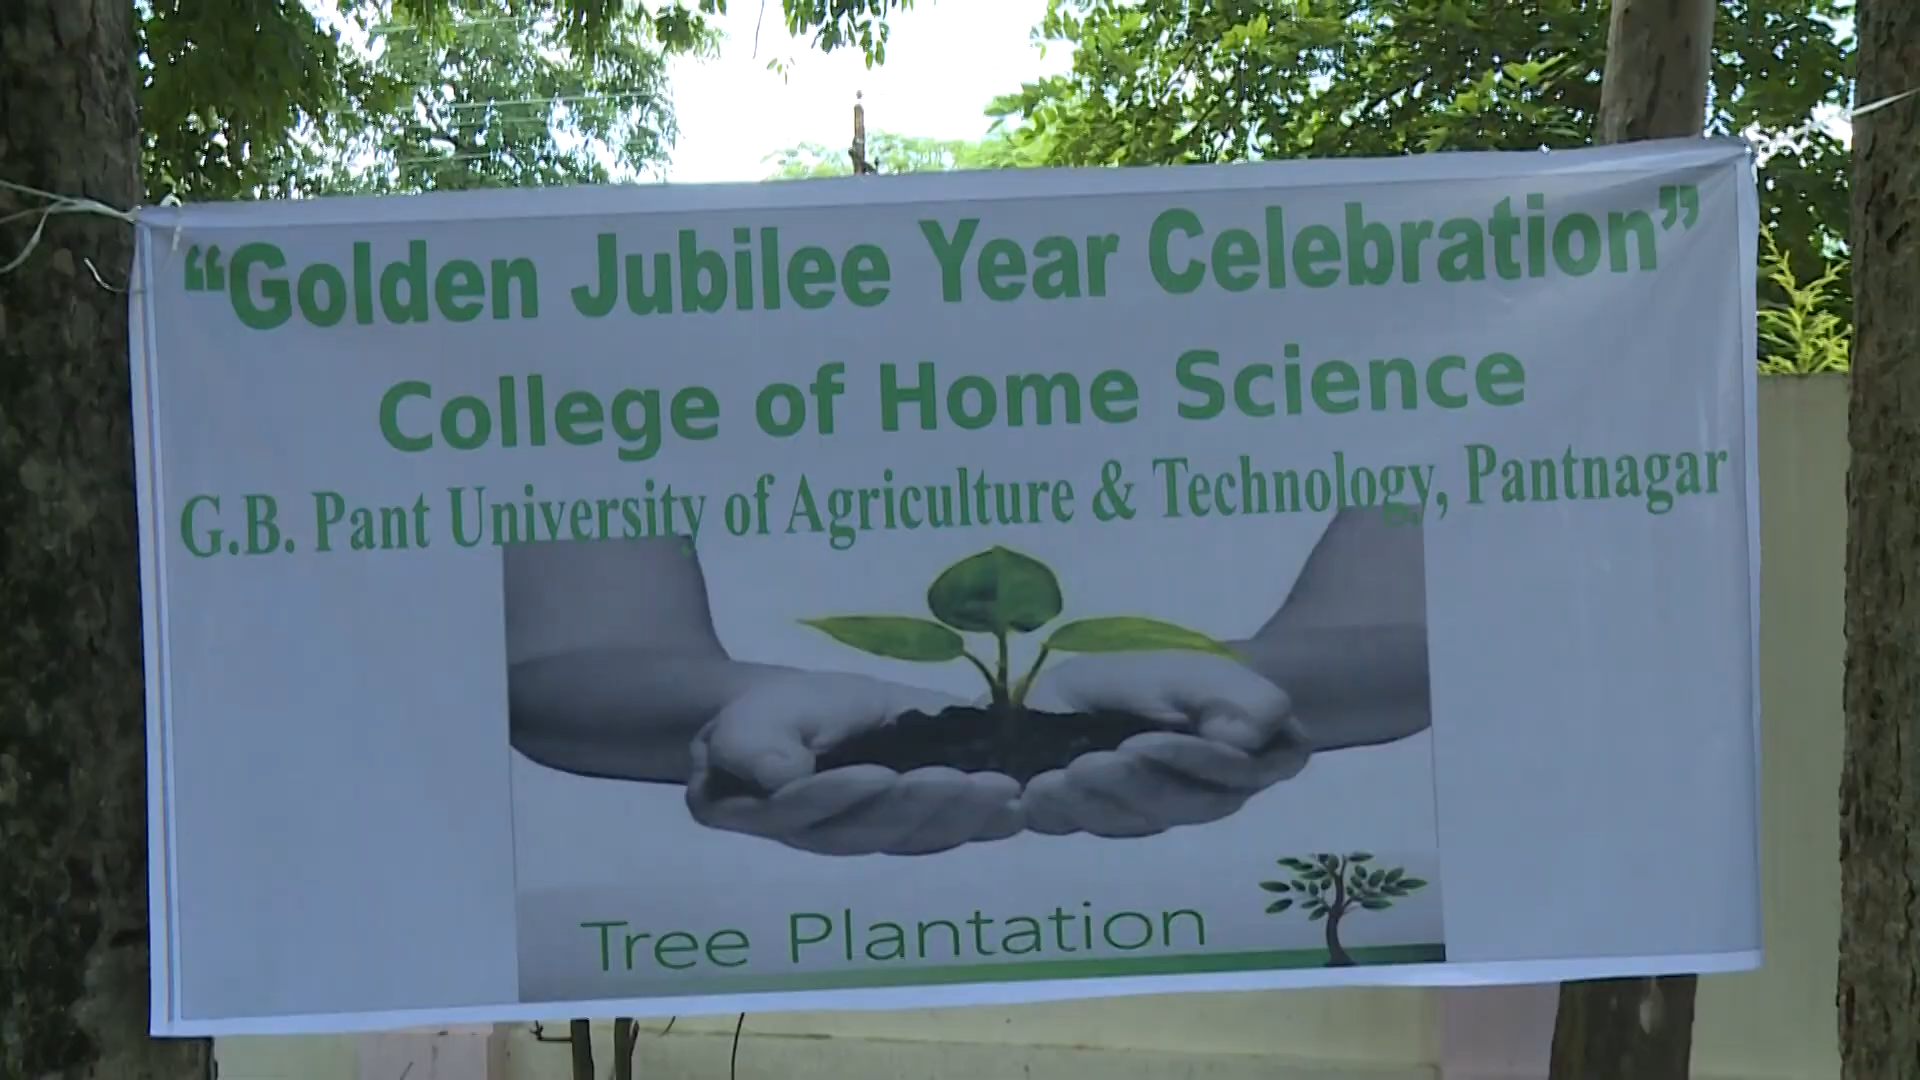 “Golden Jubilee Year Celebration”
College of Home Science
G.B. Pant University of Agriculture & Technology, Pantnagar
Tree Plantation